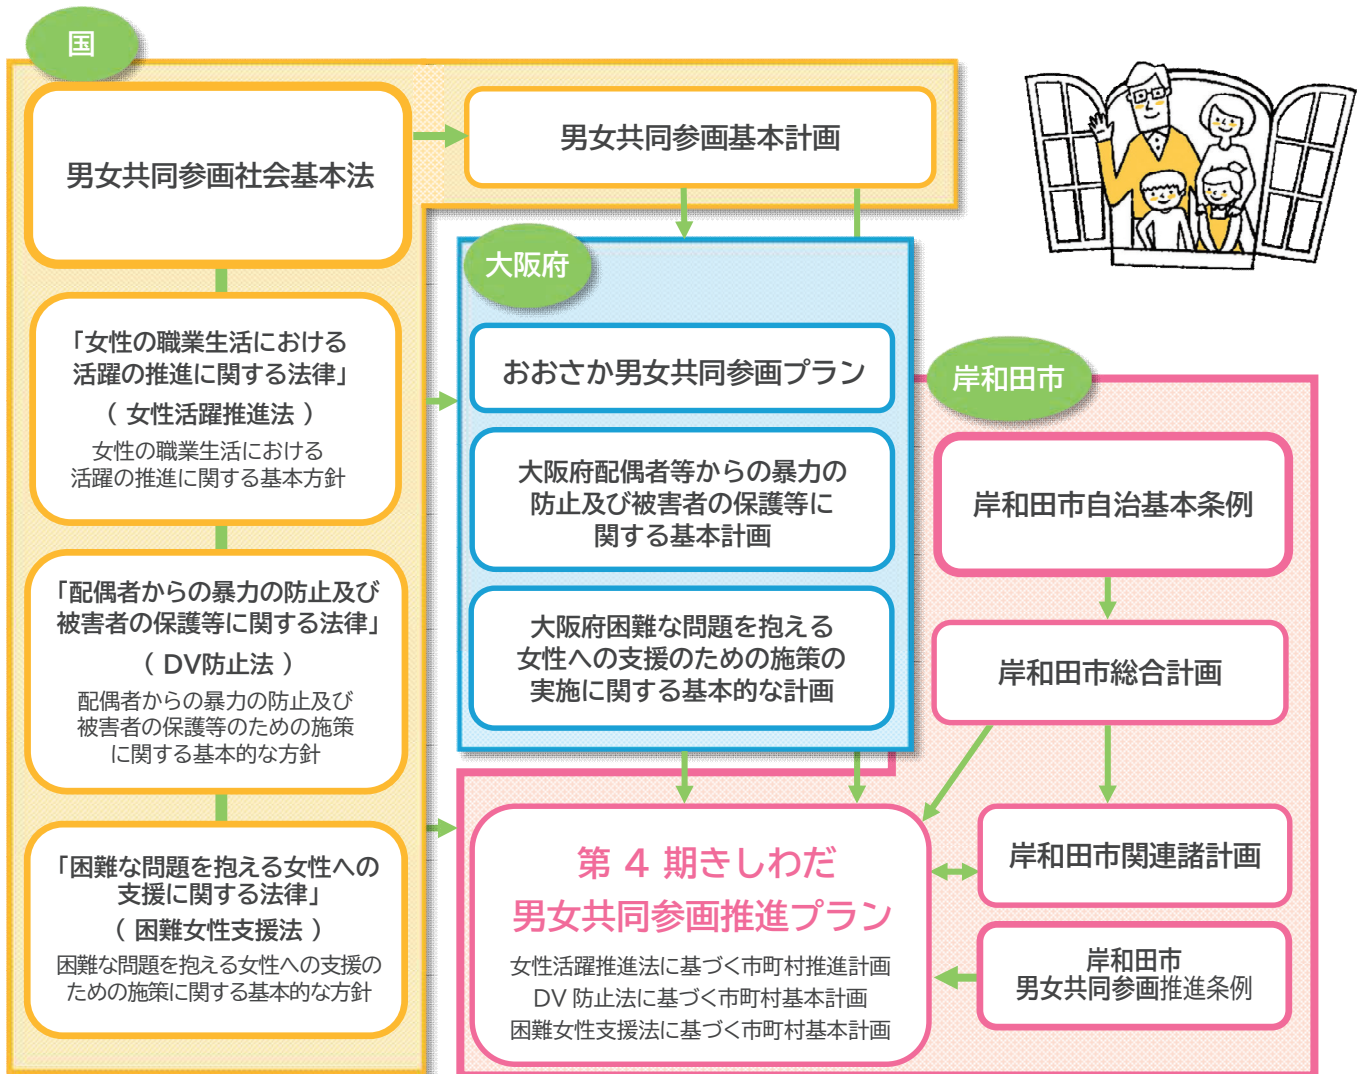 国
男女共同参画社会基本法
男女共同参画基本計画
「女性の職業生活における
活躍の推進に関する法律」
（ 女性活躍推進法 ）
女性の職業生活における
活躍の推進に関する基本方針
「配偶者からの暴力の防止及び
被害者の保護等に関する法律」
（ DV防止法 ）
配偶者からの暴力の防止及び
被害者の保護等のための施策
に関する基本的な方針
「困難な問題を抱える女性への
支援に関する法律」
（ 困難女性支援法 ）
困難な問題を抱える女性への支援の
ための施策に関する基本的な方針
大阪府
おおさか男女共同参画プラン
大阪府配偶者等からの暴力の
防止及び被害者の保護等に
関する基本計画
大阪府困難な問題を抱える
女性への支援のための施策の
実施に関する基本的な計画
岸和田市
岸和田市自治基本条例
岸和田市総合計画
岸和田市関連諸計画
岸和田市
男女共同参画推進条例
第 4 期きしわだ
男女共同参画推進プラン
女性活躍推進法に基づく市町村推進計画
DV 防止法に基づく市町村基本計画
困難女性支援法に基づく市町村基本計画